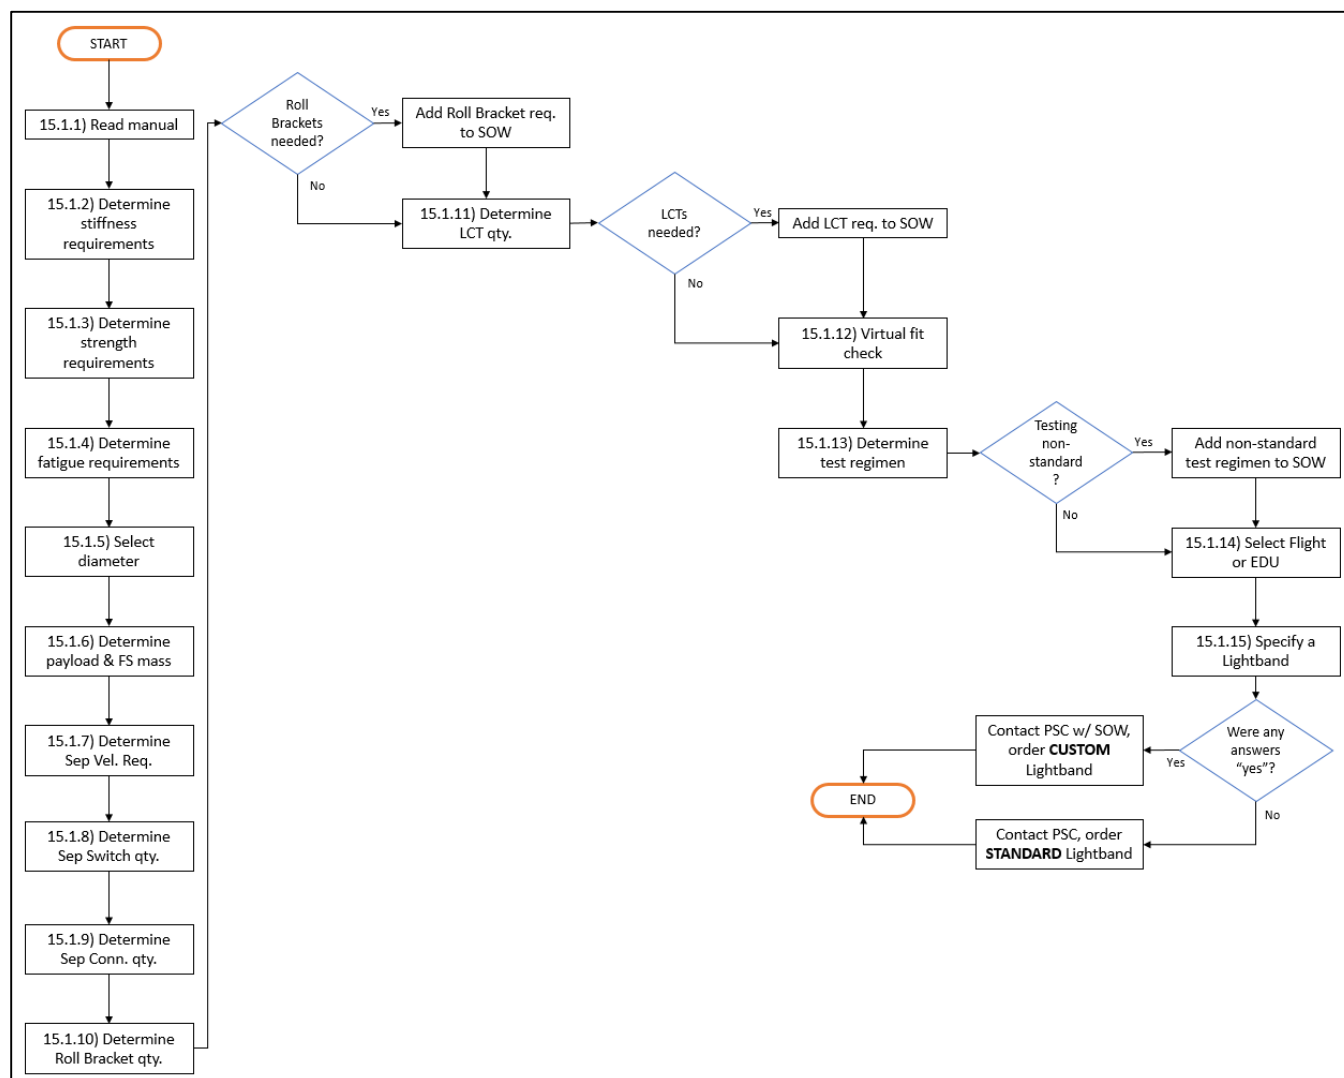 START
15.1.1) Read manual
15.1.2) Determine
stiffness
requirements
15.1.3) Determine
strength
requirements
15.1.4) Determine
fatigue requirements
15.1.5) Select
diameter
15.1.6) Determine
payload & FS mass
15.1.7) Determine
Sep Vel. Req.
15.1.8) Determine
Sep Switch qty.
15.1.9) Determine
Sep Conn. qty.
15.1.10) Determine
Roll Bracket qty.
Roll
Brackets
needed?
Yes
Add Roll Bracket req.
to SOW
No
15.1.11) Determine
LCT qty.
LCTs
needed?
Yes
Add LCT req. to SOW
No
15.1.12) Virtual fit
check
15.1.13) Determine
test regimen
Testing
non-
standard
?
Yes
Add non-standard
test regimen to SOW
No
15.1.14) Select Flight
or EDU
15.1.15) Specify a
Lightband
Were any
answers
“yes”?
Yes
Contact PSC w/ SOW,
order CUSTOM
Lightband
No
Contact PSC, order
STANDARD Lightband
END